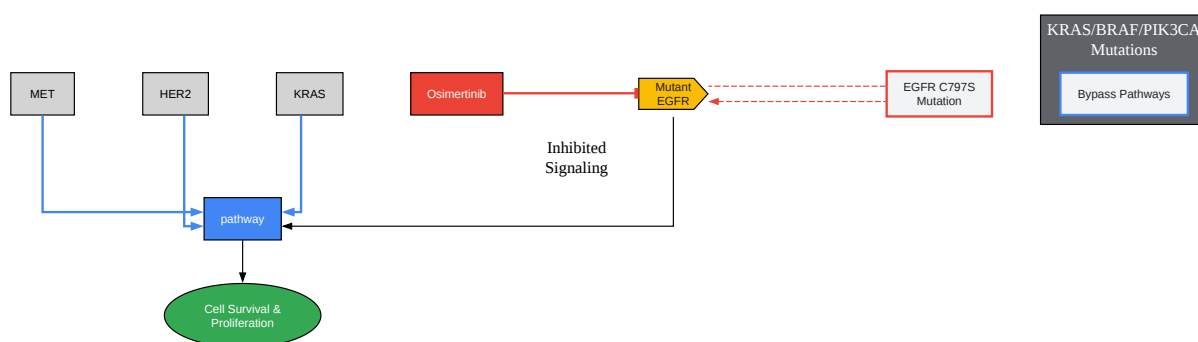 KRAS/BRAF/PIK3CA
Mutations
MET
HER2
KRAS
Osimertinib
Mutant
EGFR
EGFR C797S
Mutation
Bypass Pathways
Inhibited
Signaling
pathway
Cell Survival &
Proliferation